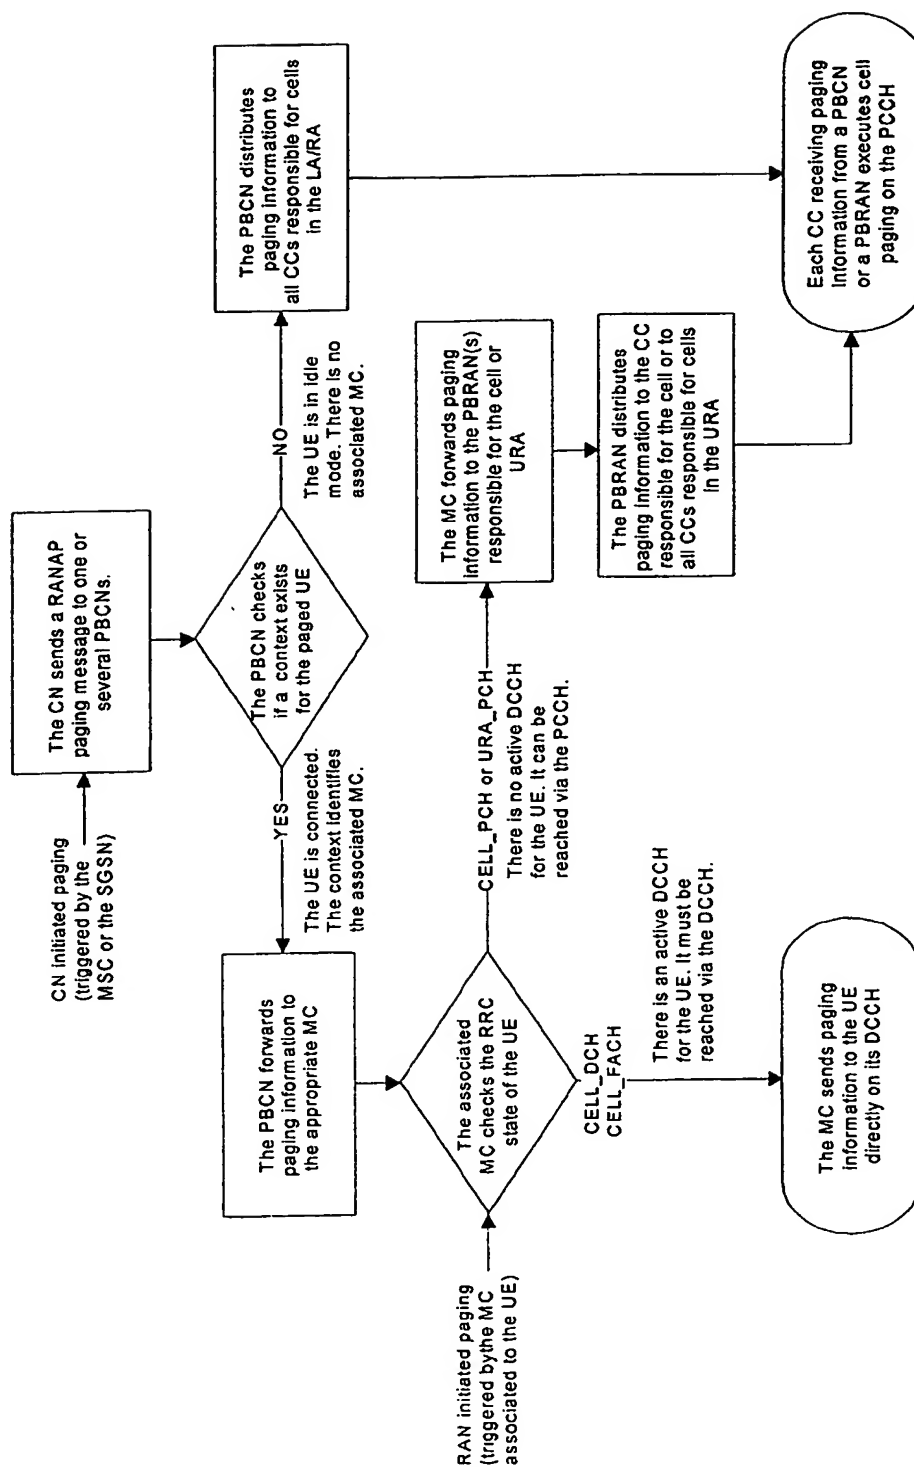 CN initiated paging
(triggered by the
MSC or the SGSN)
The CN sends a RANAP
paging message to one or
several PBCNs.
The PBCN checks
if a context exists
for the paged UE
YES
The UE is connected.
The context identifies
the associated MC.
NO
The UE is in idle
mode. There is no
associated MC.
The PBCN forwards
paging information to
the appropriate MC
The PBCN distributes
paging information to
all CCs responsible for cells
in the LA/RA
RAN initiated paging
(triggered bythe MC
associated to the UE)
The associated
MC checks the RRC
state of the UE
CELL_PCH or URA_PCH
There is no active DCCH
for the UE. It can be
reached via the PCCH.
The MC forwards paging
information to the PBRAN(s)
responsible for the cell or
URA
CELL_DCH
CELL_FACH
There is an active DCCH
for the UE. It must be
reached via the DCCH.
The PBRAN distributes
paging information to the CC
responsible for the cell or to
all CCs responsible for cells
in the URA
The MC sends paging
information to the UE
directly on its DCCH
Each CC receiving paging
Information from a PBCN
or a PBRAN executes cell
paging on the PCCH